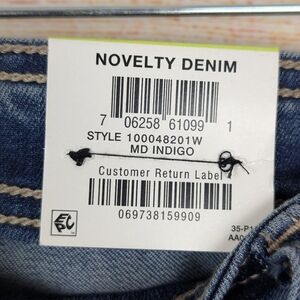 NOVELTY DENIM
7 06258 61099 1
STYLE 100048201W
MD INDIGO
Customer Return Label
069738159909